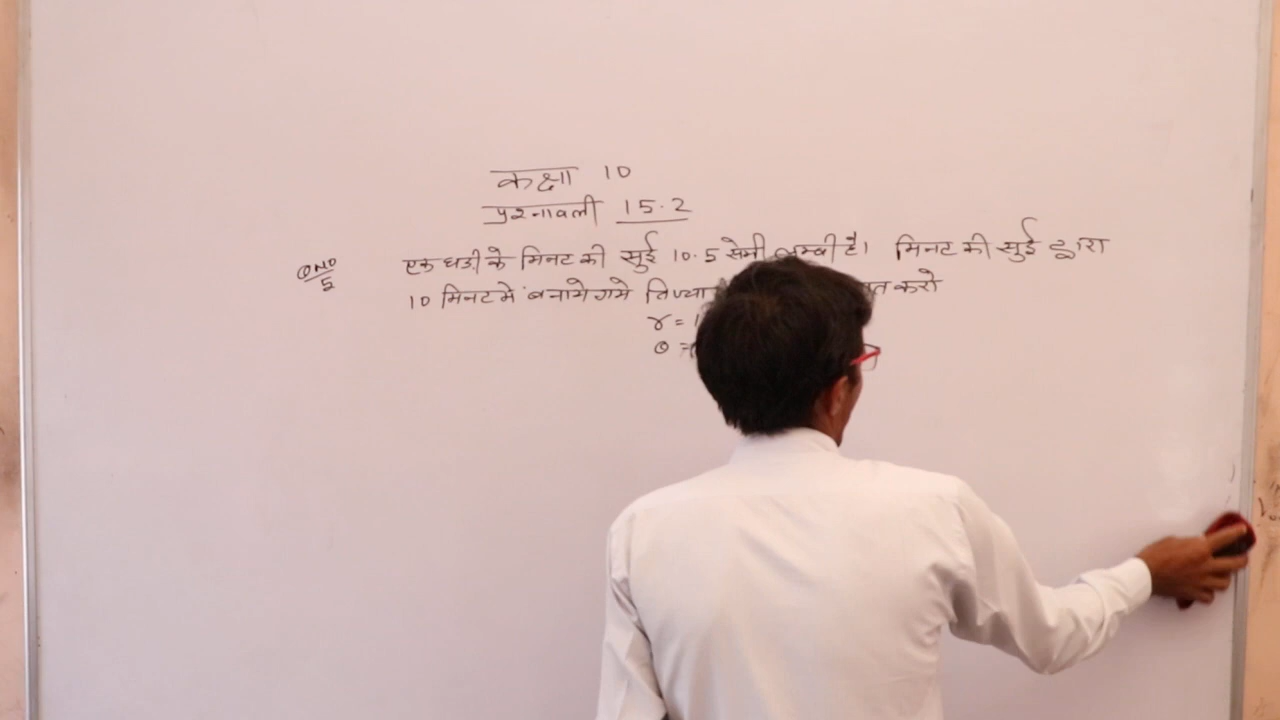 कक्षा 10
प्रश्नावली 15.2
QNO 5 एक घड़ी के मिनट की सुई 10.5 सेमी लम्बी है। मिनट की सुई द्वारा
10 मिनट मे बनाये गये त्रिज्या करो
r =
θ =